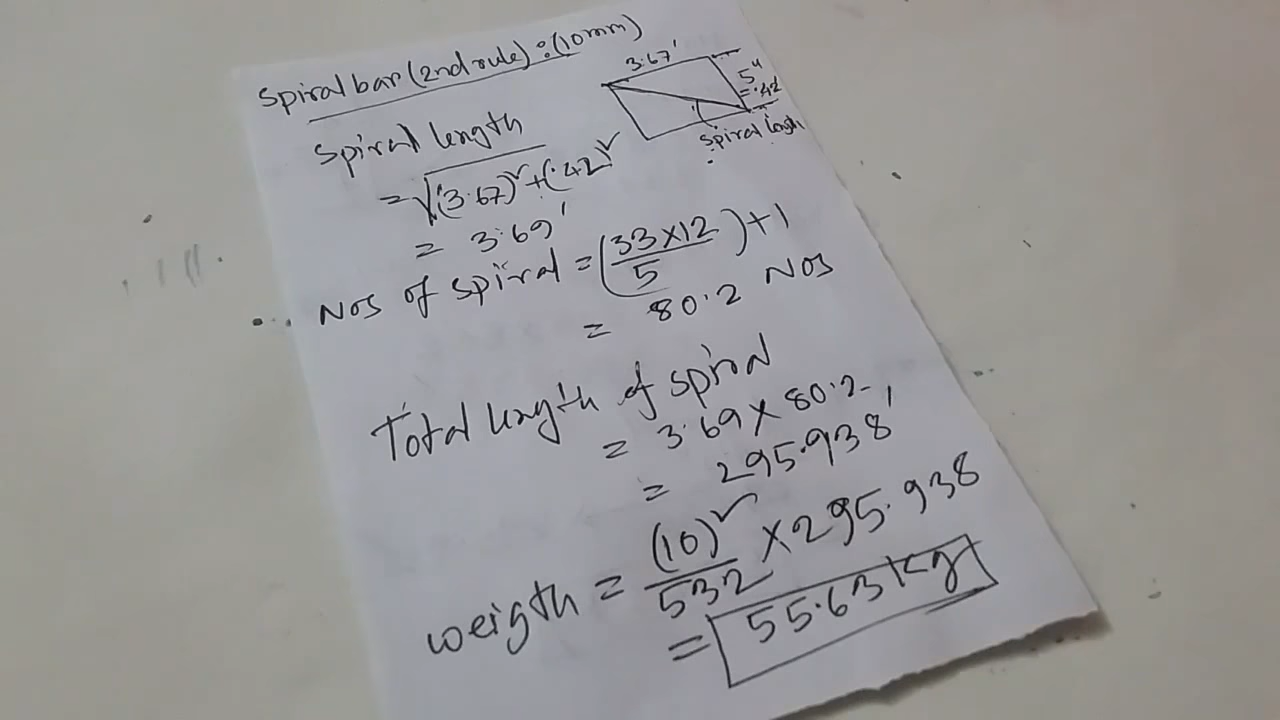 Spiral bar (2nd rule) : (10mm)
3.67'
5"
= .42
Spiral length
Spiral length
= √(3.67)² + (.42)²
= 3.69'
Nos of spiral = (33×12/5) + 1
= 80.2 Nos
Total length of spiral
= 3.69 × 80.2
= 295.938'
weigth = (10)²/532 × 295.938
= 55.63 Kg